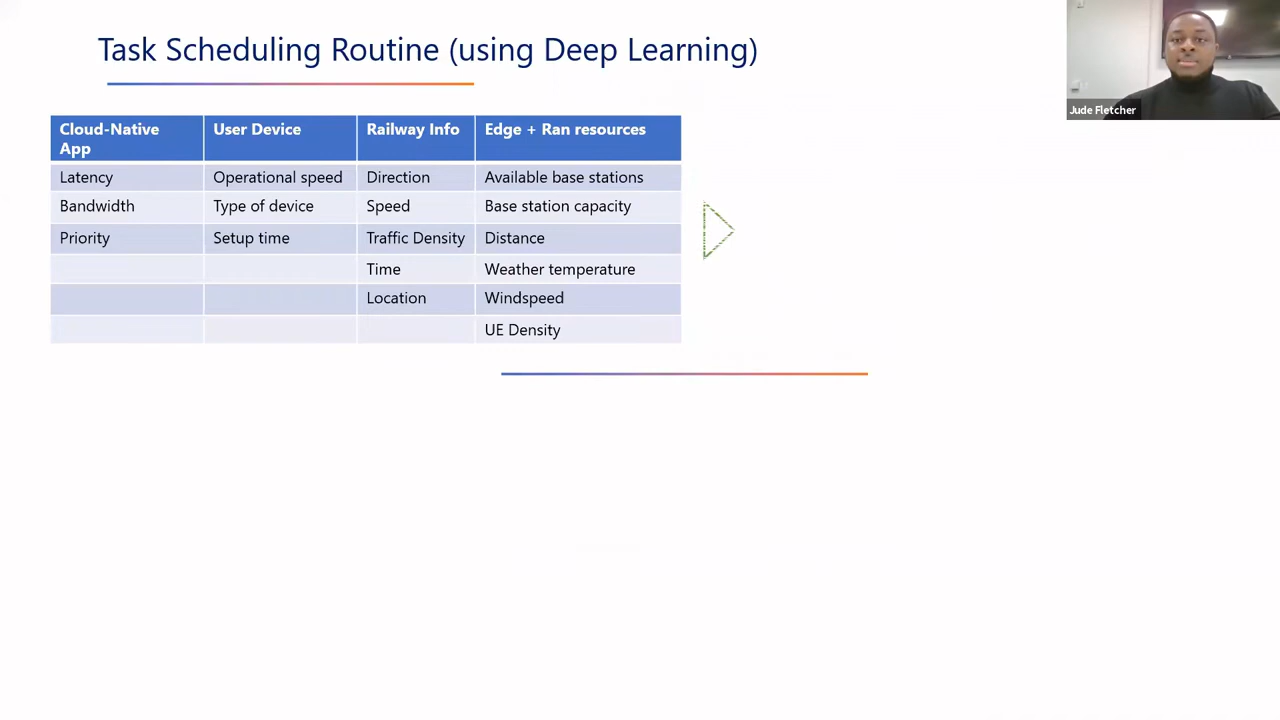 Task Scheduling Routine (using Deep Learning)
Jude Fletcher
Cloud-Native App
User Device
Railway Info
Edge + Ran resources
Latency
Operational speed
Direction
Available base stations
Bandwidth
Type of device
Speed
Base station capacity
Priority
Setup time
Traffic Density
Distance
Time
Weather temperature
Location
Windspeed
UE Density